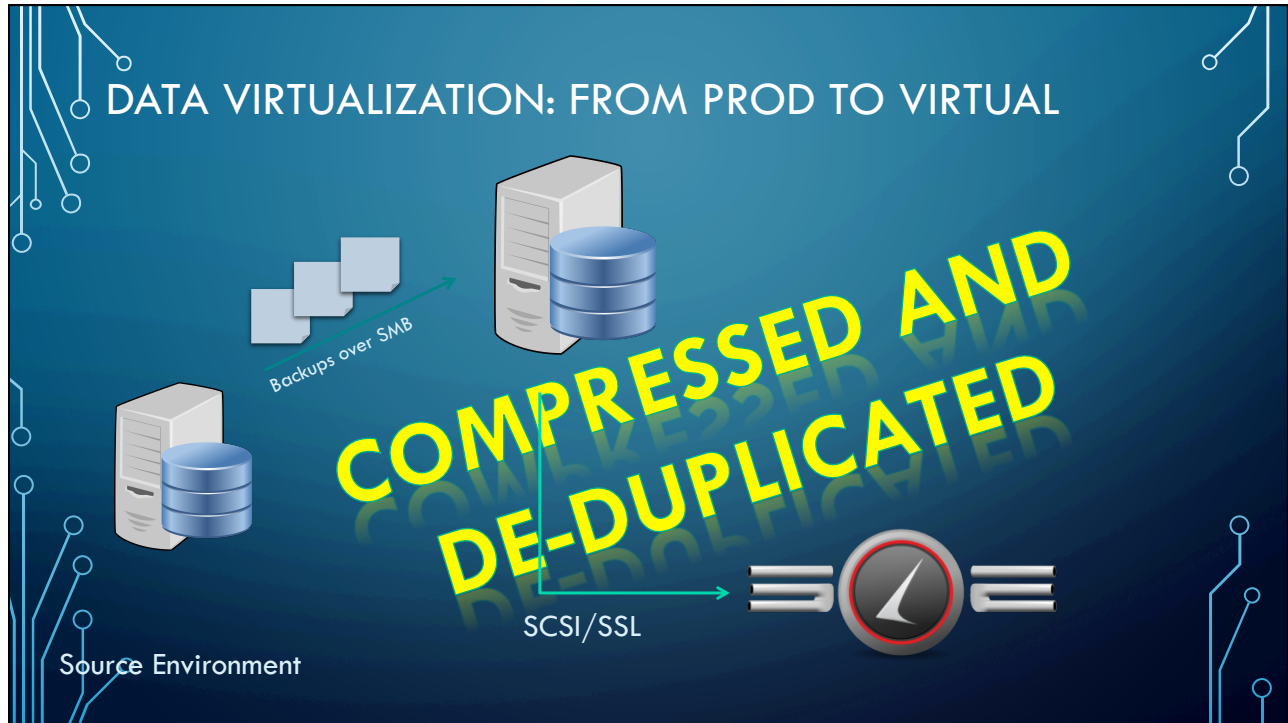 DATA VIRTUALIZATION: FROM PROD TO VIRTUAL
Backups over SMB
COMPRESSED AND
DE-DUPLICATED
SCSI/SSL
Source Environment